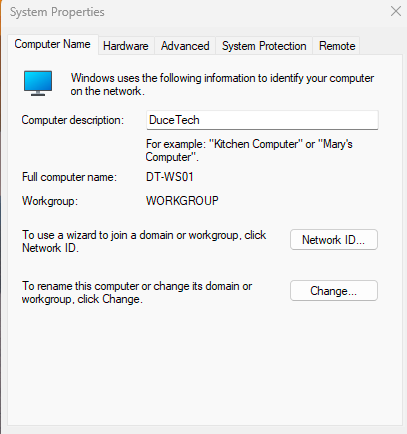 System Properties
Computer Name Hardware Advanced System Protection Remote
Windows uses the following information to identify your computer
on the network.
Computer description: DuceTech
For example: "Kitchen Computer" or "Mary's
Computer".
Full computer name: DT-WS01
Workgroup: WORKGROUP
To use a wizard to join a domain or workgroup, click
Network ID.
Network ID...
To rename this computer or change its domain or
workgroup, click Change.
Change...